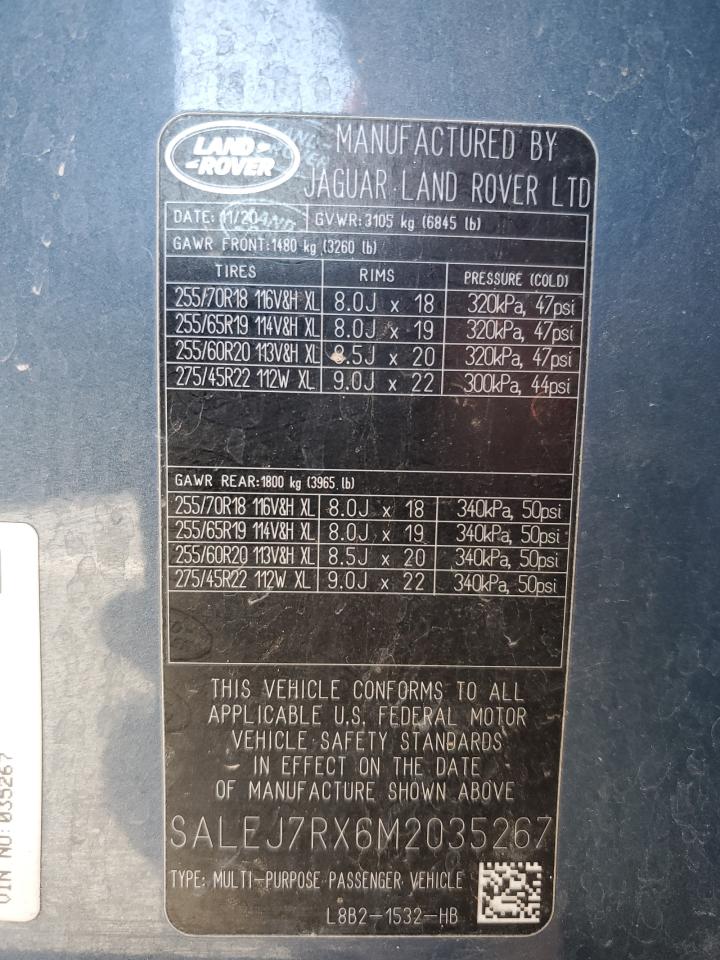 LAND ROVER
MANUFACTURED BY
JAGUAR LAND ROVER LTD
DATE: 11/20 GVWR: 3105 kg (6845 lb)
GAWR FRONT: 1480 kg (3260 lb)
TIRES RIMS PRESSURE (COLD)
255/70R18 116V&H XL 8.0J x 18 320kPa, 47psi
255/65R19 114V&H XL 8.0J x 19 320kPa, 47psi
255/60R20 113V&H XL 8.5J x 20 320kPa, 47psi
275/45R22 112W XL 9.0J x 22 300kPa, 44psi
GAWR REAR: 1800 kg (3965 lb)
255/70R18 116V&H XL 8.0J x 18 340kPa, 50psi
255/65R19 114V&H XL 8.0J x 19 340kPa, 50psi
255/60R20 113V&H XL 8.5J x 20 340kPa, 50psi
275/45R22 112W XL 9.0J x 22 340kPa, 50psi
THIS VEHICLE CONFORMS TO ALL
APPLICABLE U.S. FEDERAL MOTOR
VEHICLE SAFETY STANDARDS
IN EFFECT ON THE DATE
OF MANUFACTURE SHOWN ABOVE
SALEJ7RX6M2035267
TYPE: MULTI-PURPOSE PASSENGER VEHICLE
L8B2-1532-HB
VIN NO: 035267